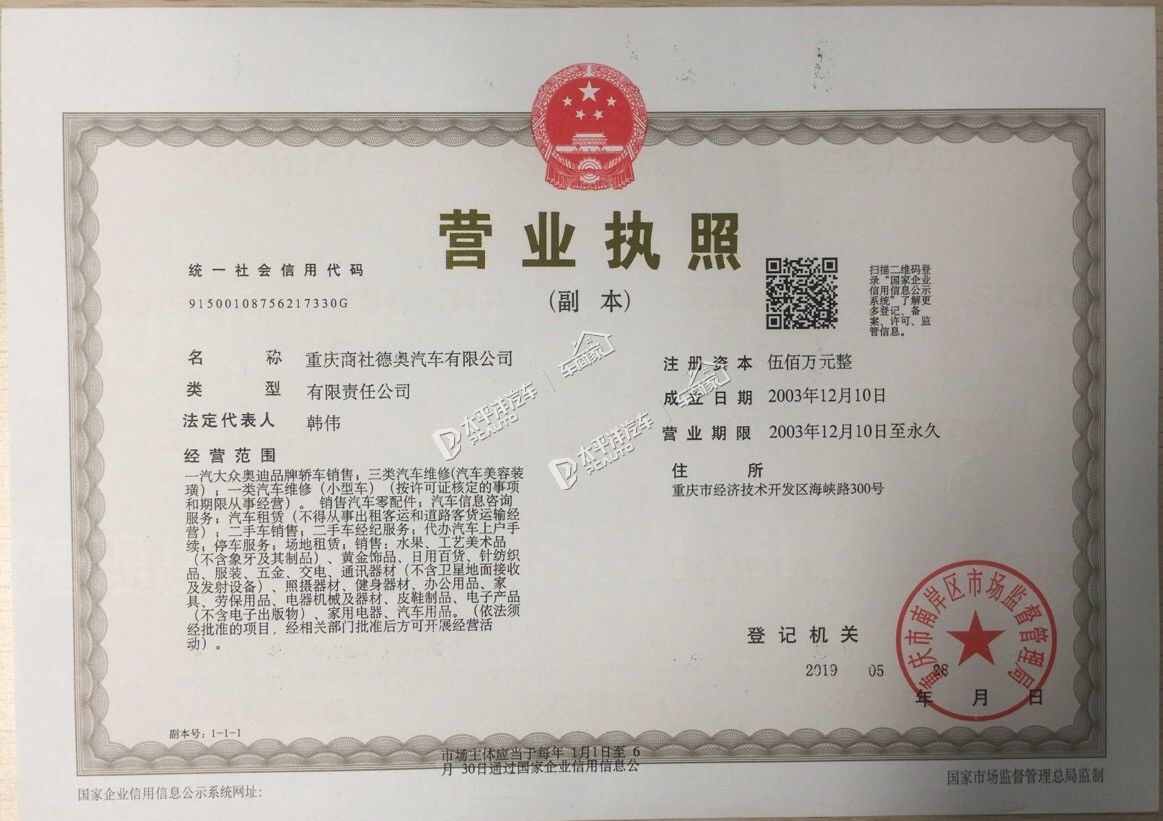 营业执照
(副 本)
统一社会信用代码
91500108756217330G
扫描二维码登
录“国家企业
信用信息公示
系统”了解更
多登记、备
案、许可、监
管信息。
名 称 重庆商社德奥汽车有限公司
类 型 有限责任公司
法定代表人 韩伟
经营范围
一汽大众奥迪品牌轿车销售；三类汽车维修(汽车美容装
璜)；一类汽车维修（小型车）（按许可证核定的事项
和期限从事经营）。 销售汽车零配件；汽车信息咨询
服务；汽车租赁（不得从事出租客运和道路客货运输经
营）；二手车销售；二手车经纪服务；代办汽车上户手
续；停车服务；场地租赁；销售：水果、工艺美术品
（不含象牙及其制品）、黄金饰品、日用百货、针纺织
品、服装、五金、交电、通讯器材（不含卫星地面接收
及发射设备）、照摄器材、健身器材、办公用品、家
具、劳保用品、电器机械及器材、皮鞋制品、电子产品
（不含电子出版物）、家用电器、汽车用品。（依法须
经批准的项目，经相关部门批准后方可开展经营活
动）。
注册资本 伍佰万元整
成立日期 2003年12月10日
营业期限 2003年12月10日至永久
住 所
重庆市经济技术开发区海峡路300号
太平洋汽车 PCAUTO 车商家
太平洋汽车 PCAUTO 车商家
登记机关
重庆市南岸区市场监督管理局
2019 05 28
年 月 日
副本号：1-1-1
市场主体应当于每年 1月1日至 6
月 30日通过国家企业信用信息公
国家企业信用信息公示系统网址：
国家市场监督管理总局监制